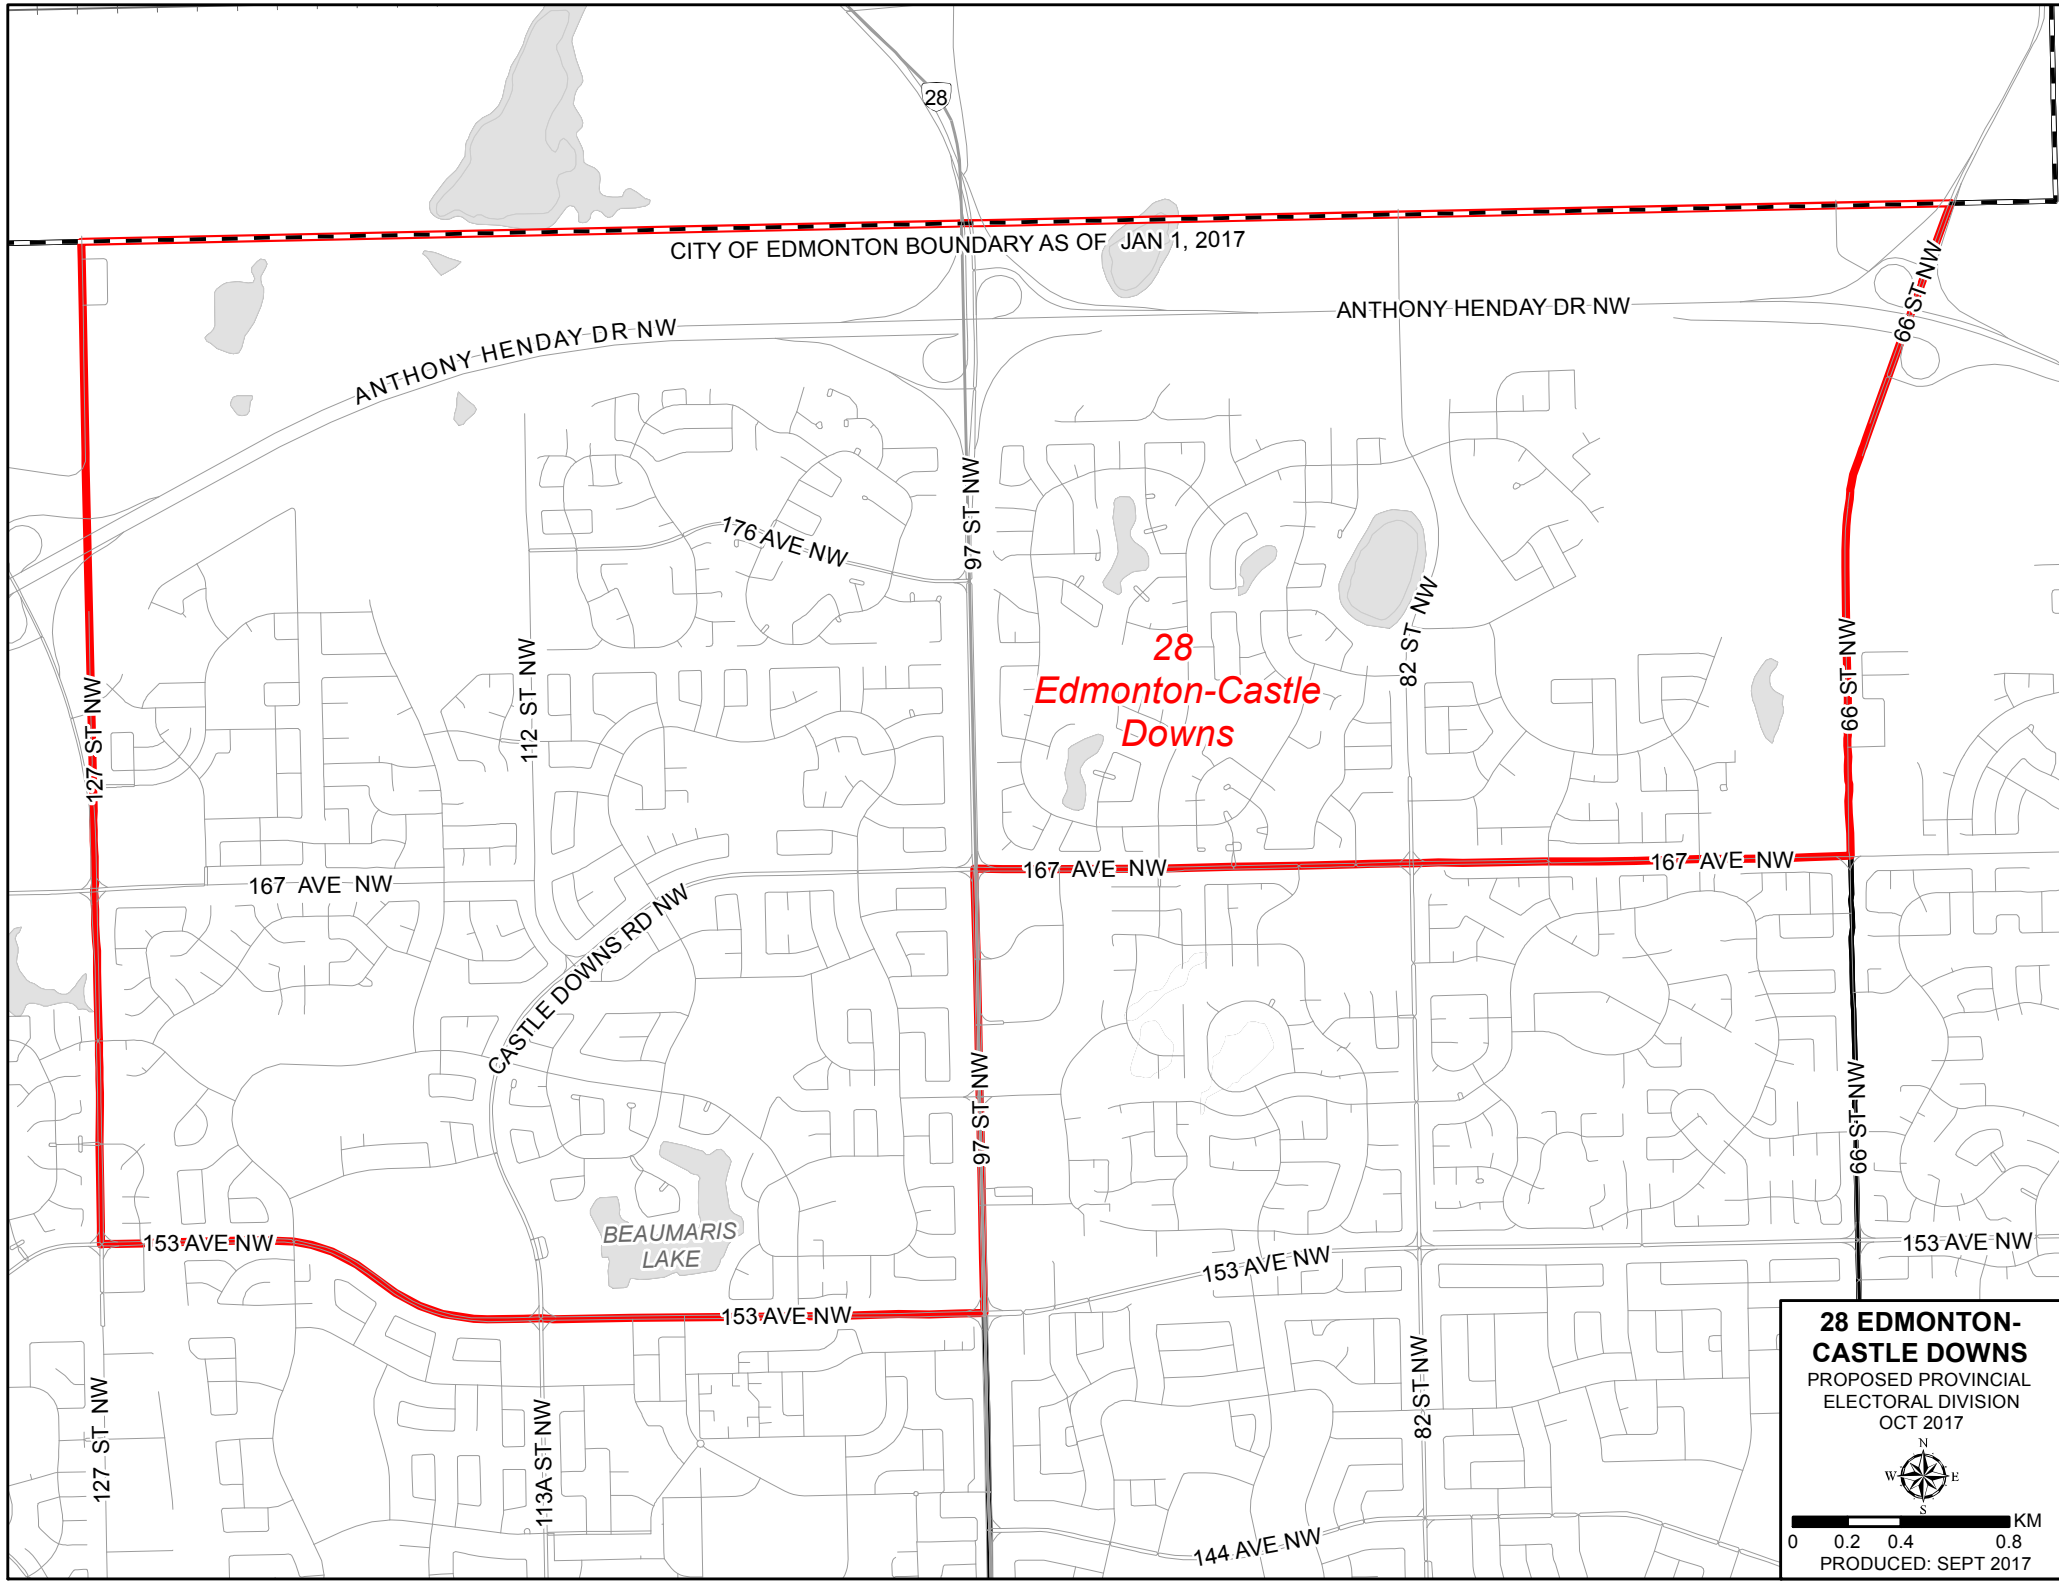 28
CITY OF EDMONTON BOUNDARY AS OF JAN 1, 2017
66 ST NW
ANTHONY HENDAY DR NW
ANTHONY HENDAY DR NW
97 ST NW
176 AVE NW
82 ST NW
28
Edmonton-Castle
Downs
112 ST NW
66 ST NW
127 ST NW
167 AVE NW
167 AVE NW
167 AVE NW
CASTLE DOWNS RD NW
97 ST NW
66 ST NW
BEAUMARIS
LAKE
153 AVE NW
153 AVE NW
153 AVE NW
153 AVE NW
82 ST NW
127 ST NW
113A ST NW
144 AVE NW
28 EDMONTON-
CASTLE DOWNS
PROPOSED PROVINCIAL
ELECTORAL DIVISION
OCT 2017
N
W E
S
KM
0 0.2 0.4 0.8
PRODUCED: SEPT 2017